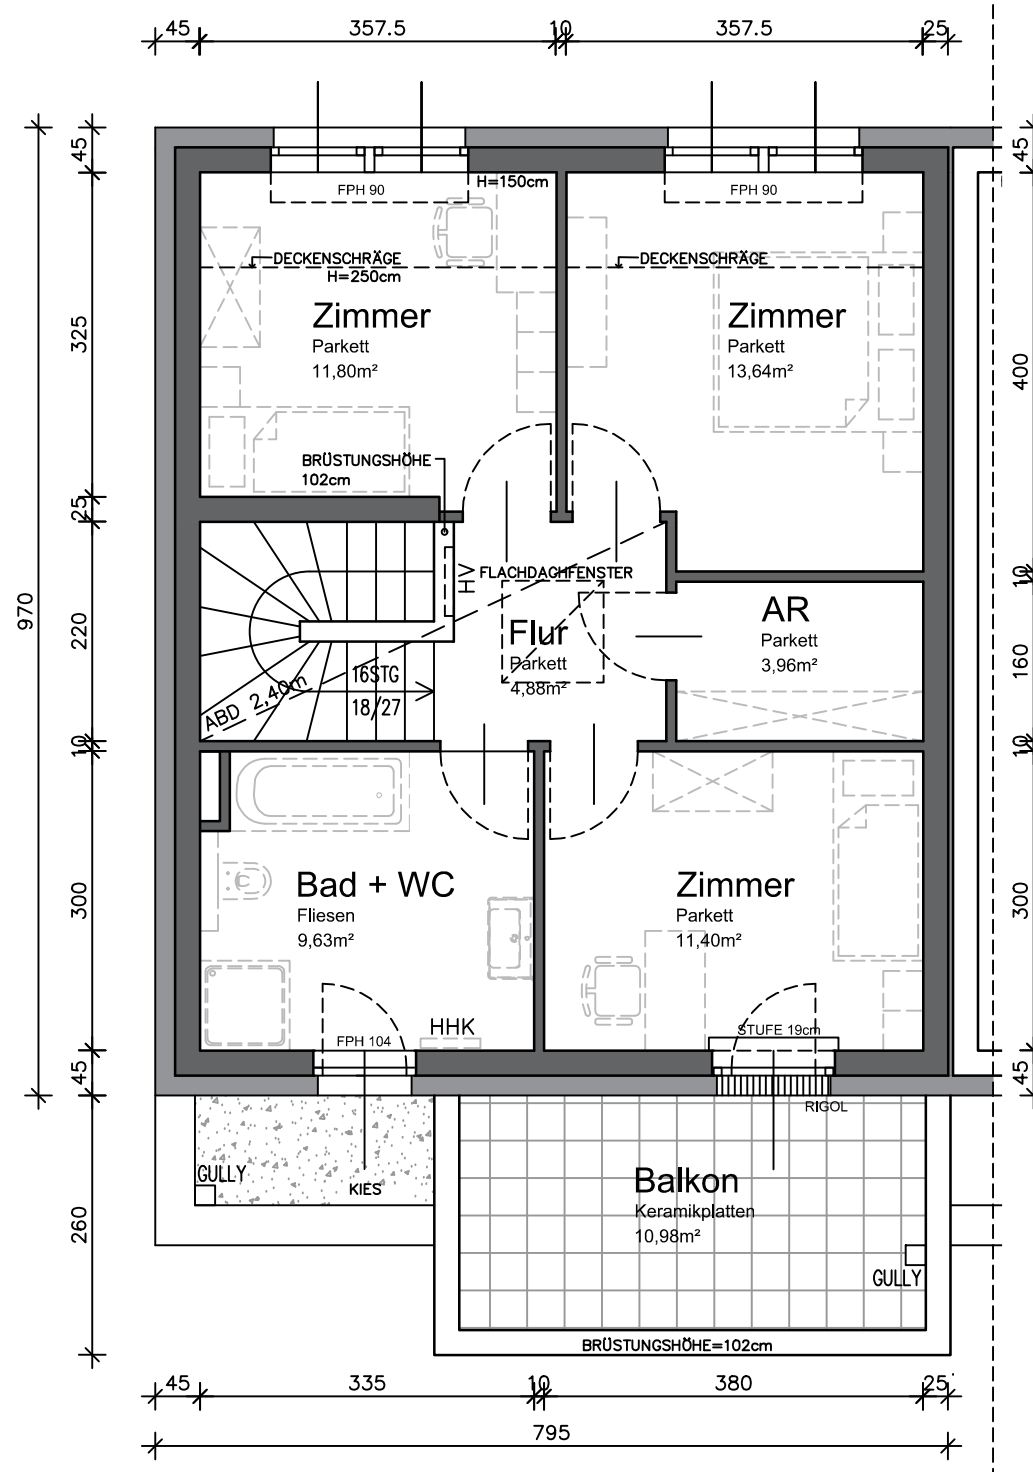 45 357.5 10 357.5 25
45
325
25
220
10
300
45
260
970
45
400
10
160
10
300
45
FPH 90
H=150cm
FPH 90
DECKENSCHRÄGE
H=250cm
DECKENSCHRÄGE
Zimmer
Parkett
11,80m²
Zimmer
Parkett
13,64m²
BRÜSTUNGSHÖHE
102cm
HV
FLACHDACHFENSTER
Flur
Parkett
4,88m²
AR
Parkett
3,96m²
16STG
18/27
ABD 2,40m
Bad + WC
Fliesen
9,63m²
Zimmer
Parkett
11,40m²
HHK
FPH 104
STUFE 19cm
RIGOL
GULLY
KIES
Balkon
Keramikplatten
10,98m²
GULLY
BRÜSTUNGSHÖHE=102cm
45 335 10 380 25
795